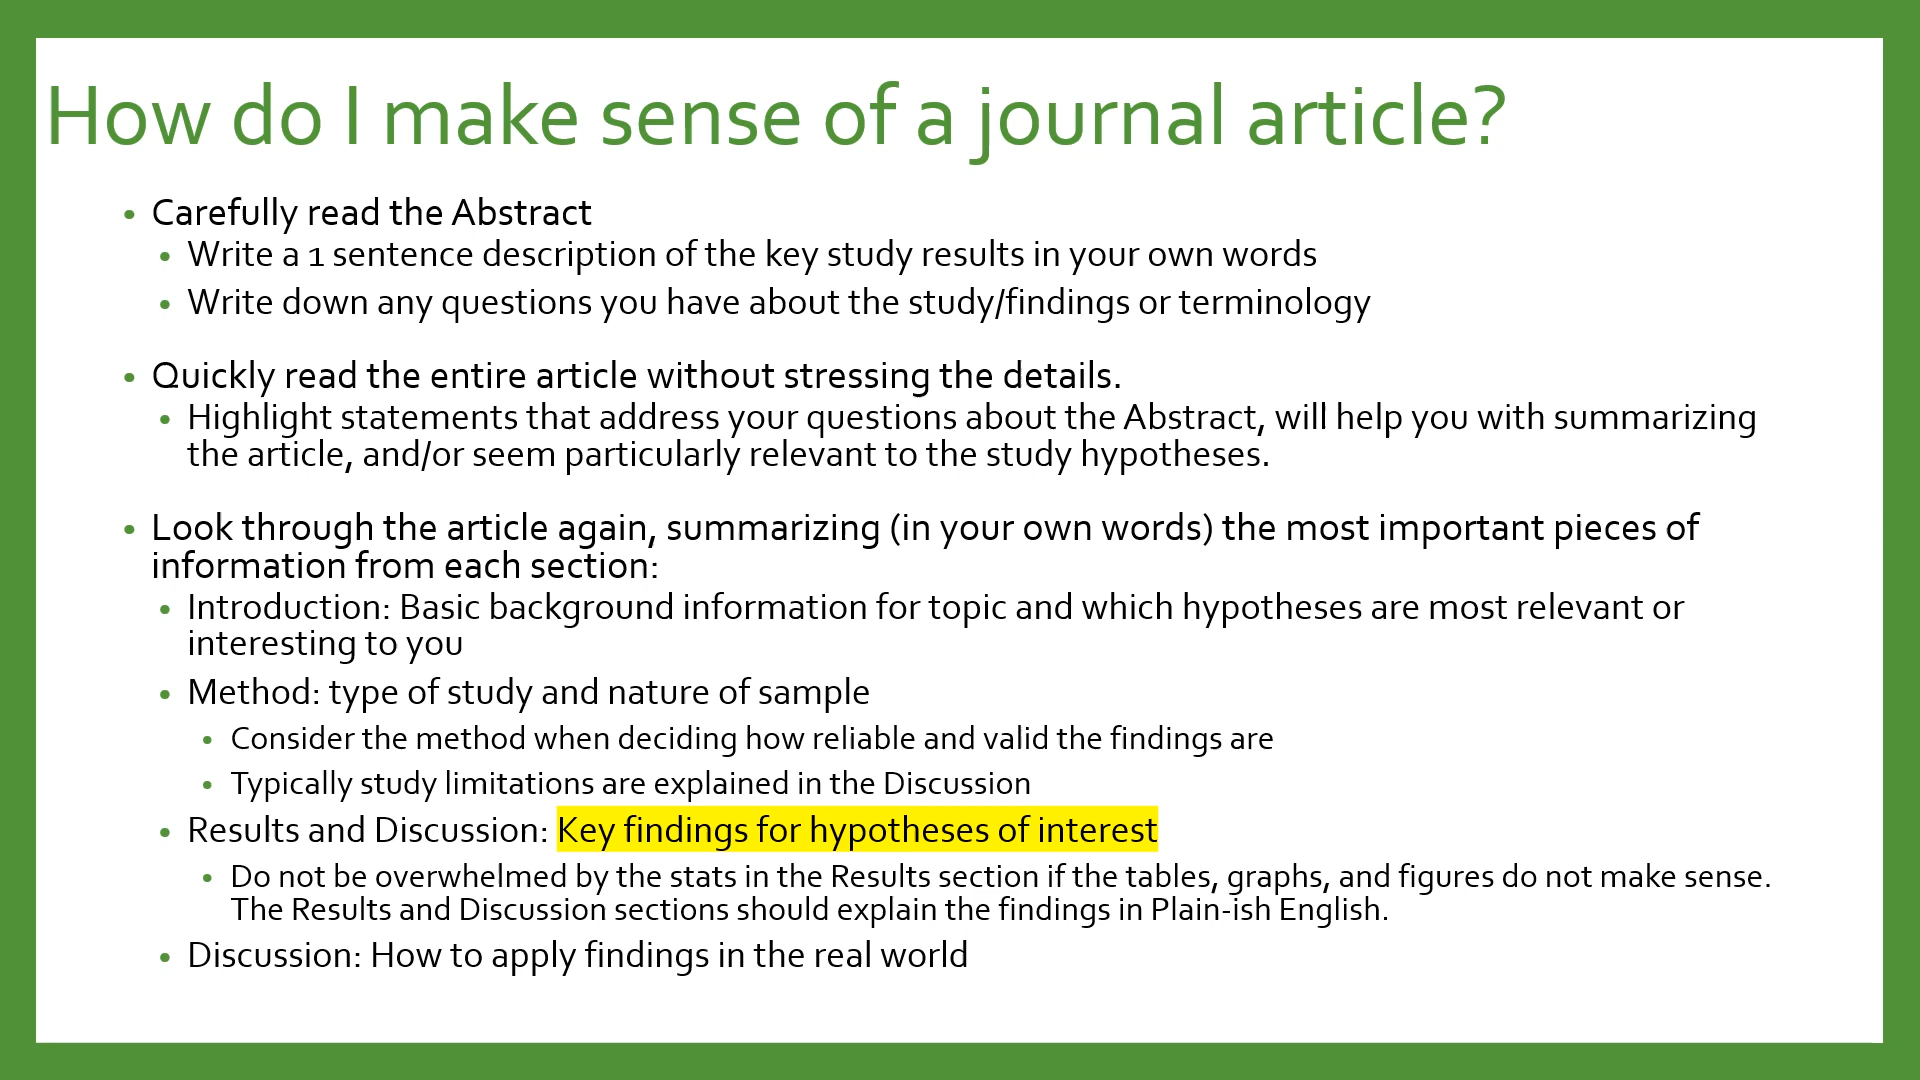 How do I make sense of a journal article?
• Carefully read the Abstract
• Write a 1 sentence description of the key study results in your own words
• Write down any questions you have about the study/findings or terminology
• Quickly read the entire article without stressing the details.
• Highlight statements that address your questions about the Abstract, will help you with summarizing
the article, and/or seem particularly relevant to the study hypotheses.
• Look through the article again, summarizing (in your own words) the most important pieces of
information from each section:
• Introduction: Basic background information for topic and which hypotheses are most relevant or
interesting to you
• Method: type of study and nature of sample
• Consider the method when deciding how reliable and valid the findings are
• Typically study limitations are explained in the Discussion
• Results and Discussion: Key findings for hypotheses of interest
• Do not be overwhelmed by the stats in the Results section if the tables, graphs, and figures do not make sense.
The Results and Discussion sections should explain the findings in Plain-ish English.
• Discussion: How to apply findings in the real world